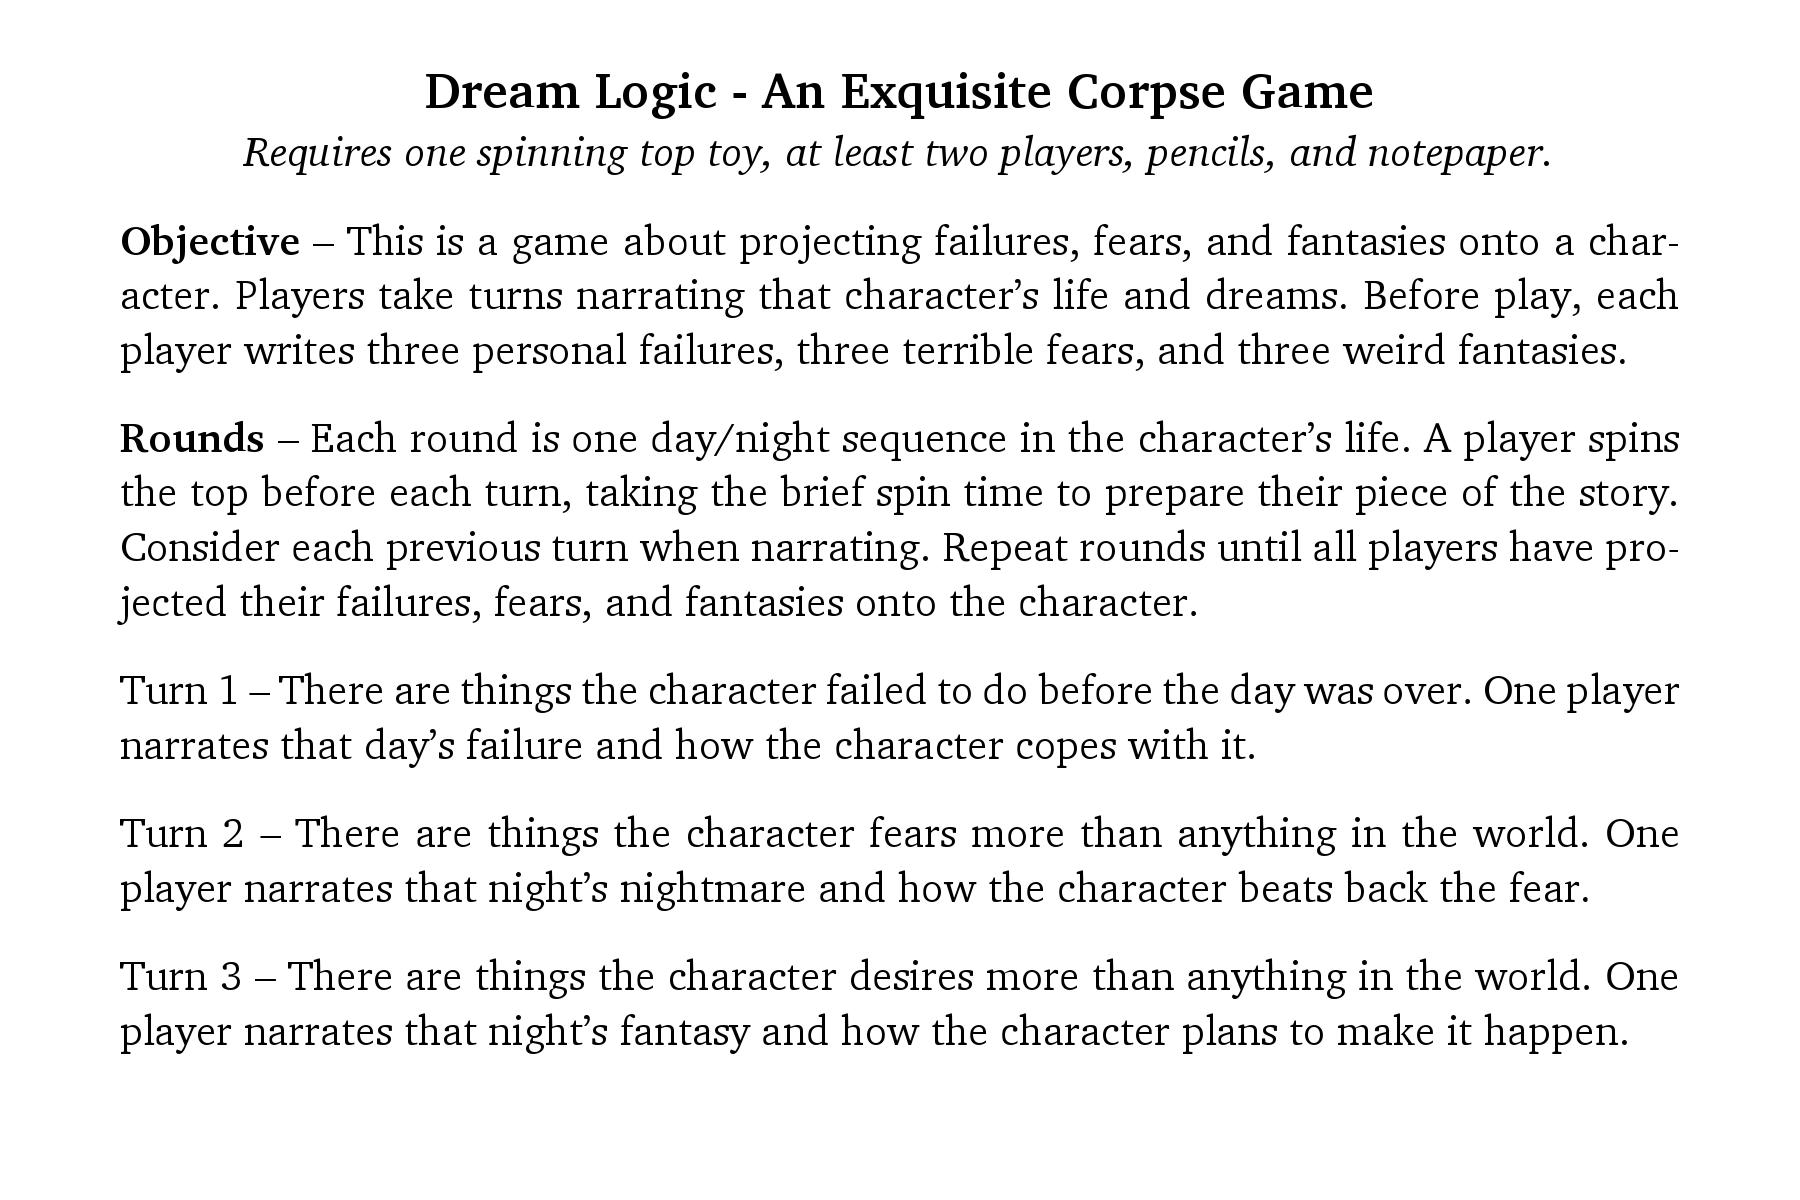 Dream Logic - An Exquisite Corpse Game
Requires one spinning top toy, at least two players, pencils, and notepaper.
Objective – This is a game about projecting failures, fears, and fantasies onto a char-
acter. Players take turns narrating that character’s life and dreams. Before play, each
player writes three personal failures, three terrible fears, and three weird fantasies.
Rounds – Each round is one day/night sequence in the character’s life. A player spins
the top before each turn, taking the brief spin time to prepare their piece of the story.
Consider each previous turn when narrating. Repeat rounds until all players have pro-
jected their failures, fears, and fantasies onto the character.
Turn 1 – There are things the character failed to do before the day was over. One player
narrates that day’s failure and how the character copes with it.
Turn 2 – There are things the character fears more than anything in the world. One
player narrates that night’s nightmare and how the character beats back the fear.
Turn 3 – There are things the character desires more than anything in the world. One
player narrates that night’s fantasy and how the character plans to make it happen.